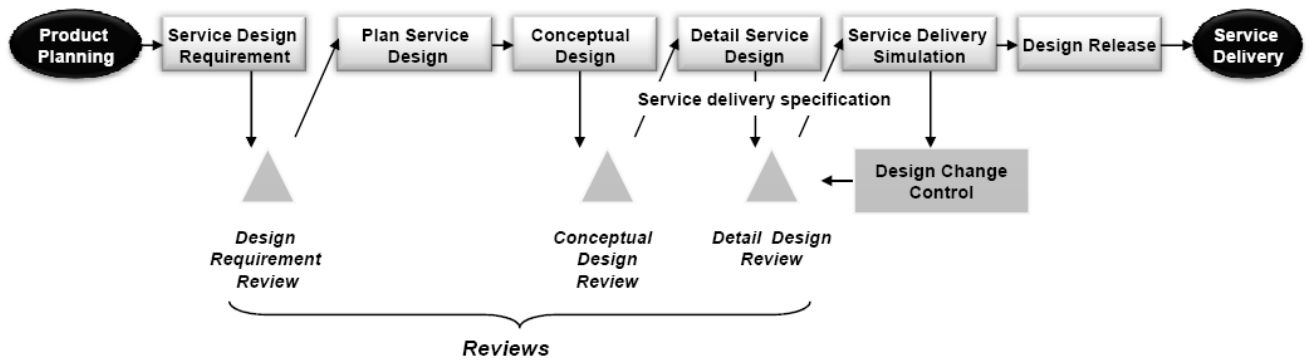 Product
Planning
Service Design
Requirement
Plan Service
Design
Conceptual
Design
Detail Service
Design
Service Delivery
Simulation
Design Release
Service
Delivery
Service delivery specification
Design Change
Control
Design
Requirement
Review
Conceptual
Design
Review
Detail Design
Review
Reviews